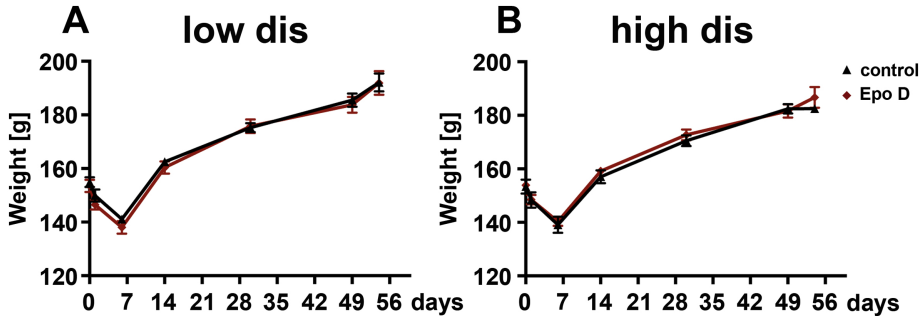 A
low dis
Weight [g]
200
180
160
140
120
0 7 14 21 28 35 42 49 56 days
B
high dis
Weight [g]
200
180
160
140
120
0 7 14 21 28 35 42 49 56 days
control
Epo D